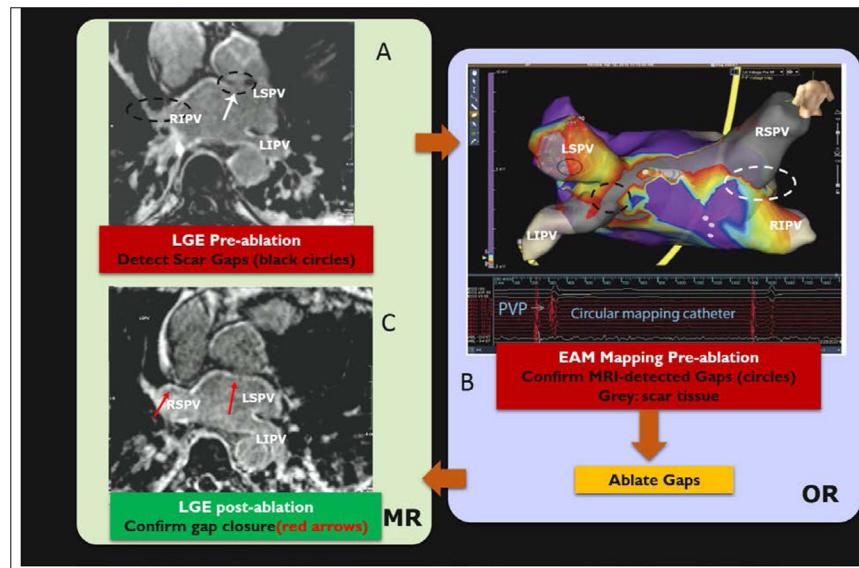 A
LSPV
RIPV
LIPV
LGE Pre-ablation
Detect Scar Gaps (black circles)
RSPV
LSPV
LIPV
RIPV
PVP
Circular mapping catheter
B
EAM Mapping Pre-ablation
Confirm MRI-detected Gaps (circles)
Grey: scar tissue
Ablate Gaps
OR
C
RSPV
LSPV
LIPV
LGE post-ablation
Confirm gap closure(red arrows)
MR